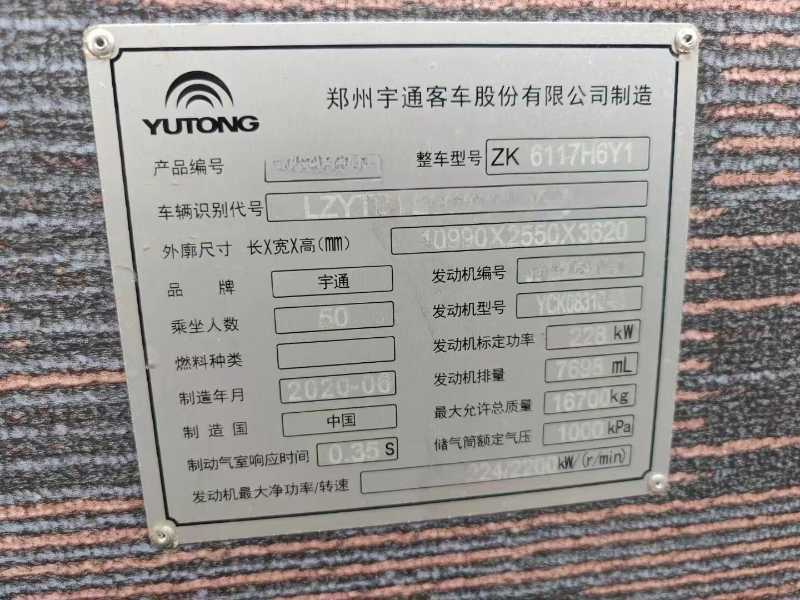 YUTONG
郑州宇通客车股份有限公司制造
产品编号
整车型号 ZK 6117H6Y1
车辆识别代号 LZYT
外廓尺寸 长X宽X高(mm) 10990X2550X3620
品牌 宇通
发动机编号
乘坐人数 50
发动机型号
燃料种类
发动机标定功率 228 kW
制造年月 2020-06
发动机排量 7698 mL
制造国 中国
最大允许总质量 16700 kg
制动气室响应时间 0.35 S
储气筒额定气压 1000 kPa
发动机最大净功率/转速 224/2200 kW/(r/min)